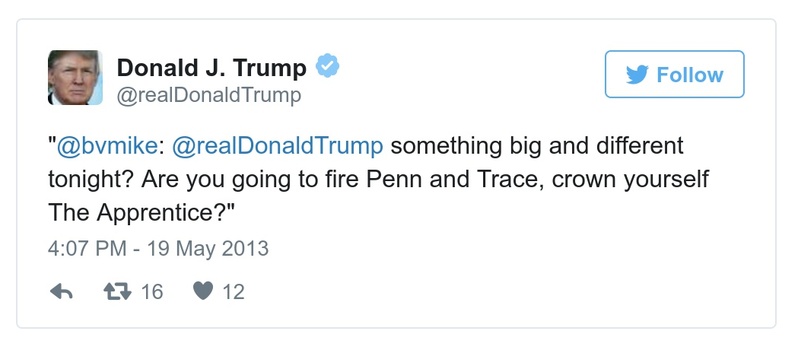 Donald J. Trump
@realDonaldTrump
Follow
"@bvmike: @realDonaldTrump something big and different
tonight? Are you going to fire Penn and Trace, crown yourself
The Apprentice?"
4:07 PM - 19 May 2013
16 12